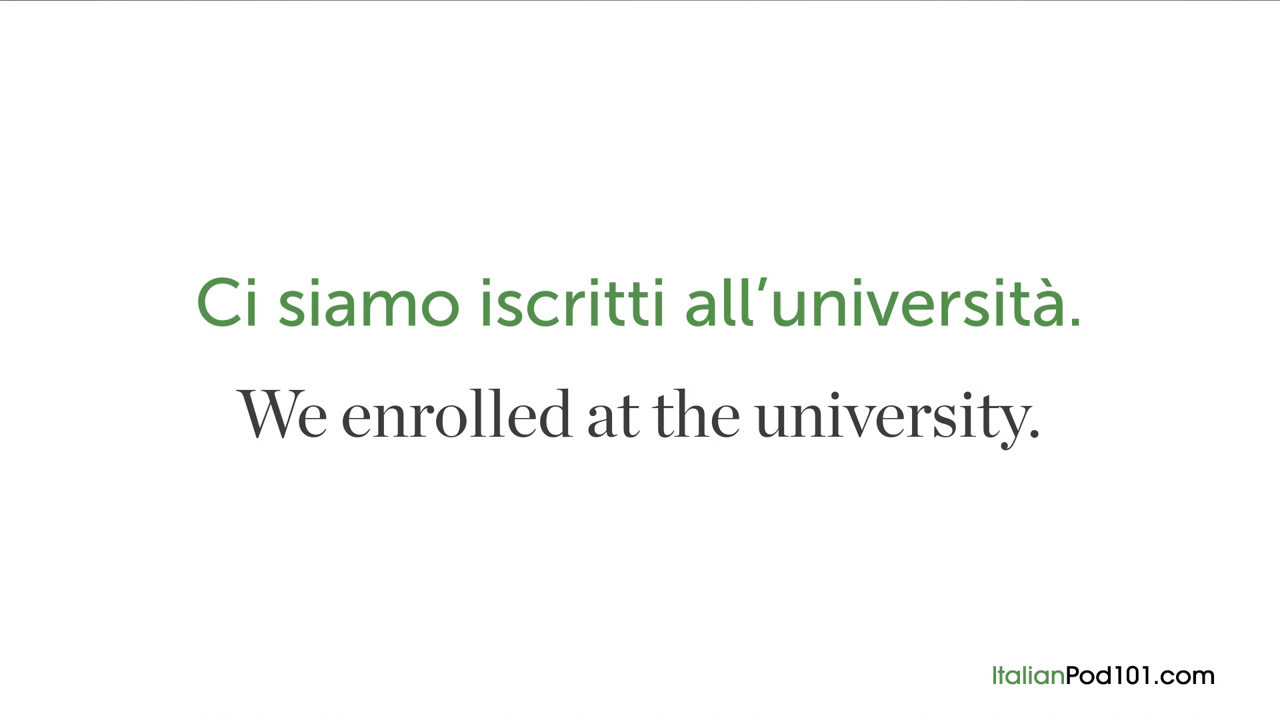 Ci siamo iscritti all’università.
We enrolled at the university.
ItalianPod101.com